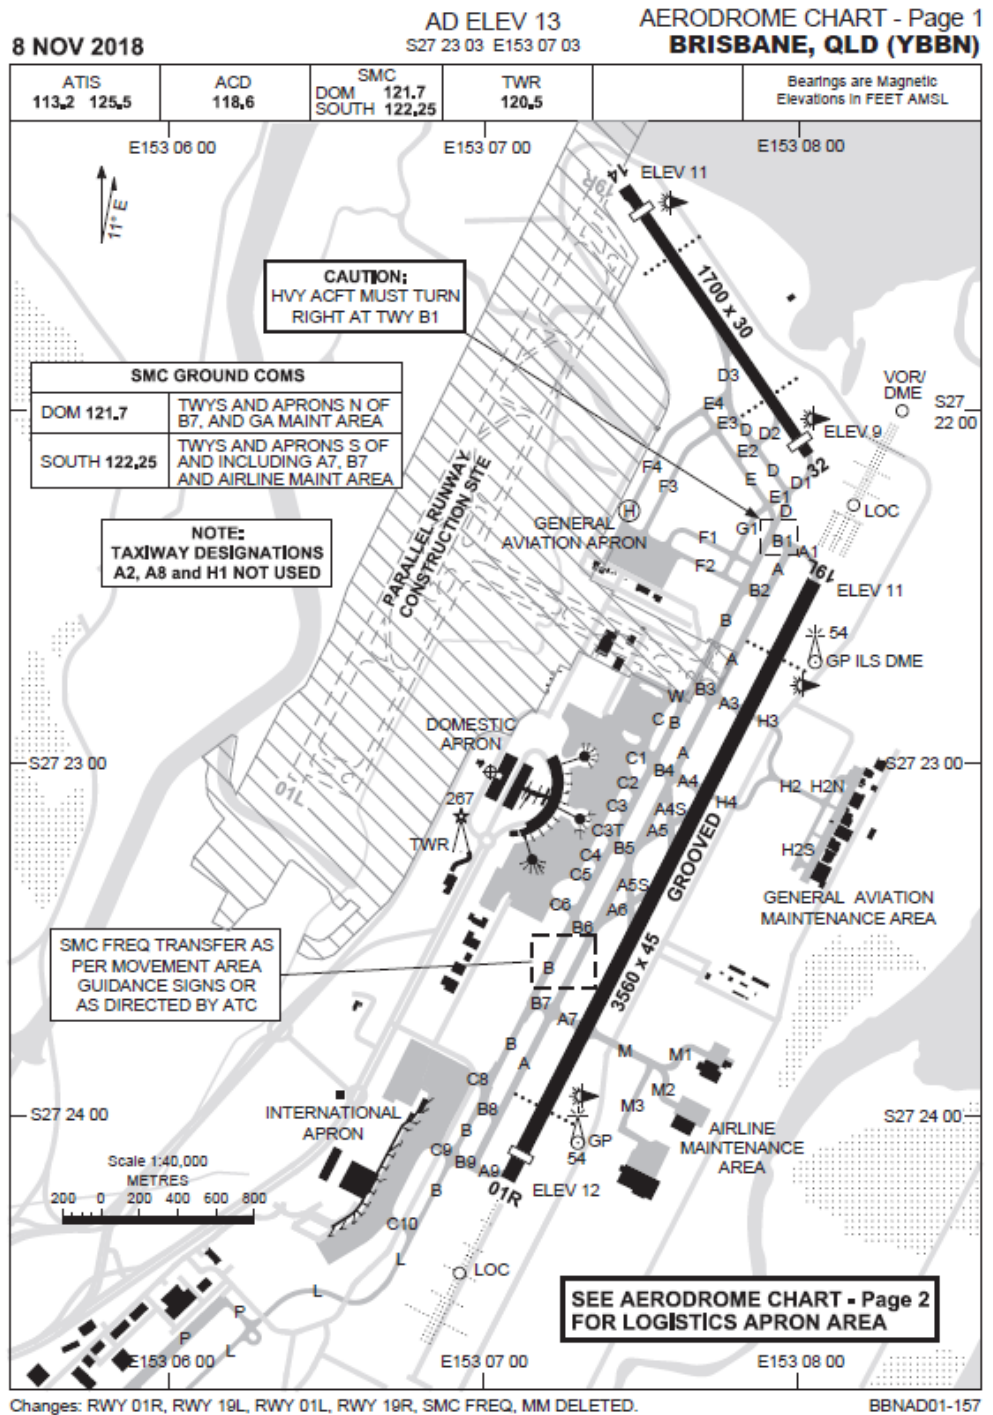 AD ELEV 13
AERODROME CHART - Page 1
8 NOV 2018
S27 23 03 E153 07 03
BRISBANE, QLD (YBBN)
ATIS
113.2 125.5
ACD
118.6
SMC
DOM 121.7
SOUTH 122.25
TWR
120.5
Bearings are Magnetic
Elevations in FEET AMSL
E153 06 00
E153 07 00
E153 08 00
11° E
14
ELEV 11
19R
CAUTION:
HVY ACFT MUST TURN
RIGHT AT TWY B1
1700 x 30
SMC GROUND COMS
DOM 121.7
TWYS AND APRONS N OF
B7, AND GA MAINT AREA
SOUTH 122.25
TWYS AND APRONS S OF
AND INCLUDING A7, B7
AND AIRLINE MAINT AREA
D3
VOR/
DME
S27
22 00
E4
E3
D
D2
ELEV 9
E2
F4
D
32
F3
E
D1
E1
D
LOC
H
GENERAL
AVIATION APRON
G1
F1
B1
A1
NOTE:
TAXIWAY DESIGNATIONS
A2, A8 and H1 NOT USED
PARALLEL RUNWAY
CONSTRUCTION SITE
F2
A
19L
B2
ELEV 11
B
54
A
GP ILS DME
B3
W
A3
C
B
H3
DOMESTIC
APRON
A
C1
S27 23 00
B4
S27 23 00
C2
A4
H2
H2N
01L
267
C3
A4S
H4
C3T
A5
TWR
C4
B5
H2S
C5
A5S
GROOVED
GENERAL AVIATION
MAINTENANCE AREA
C6
A6
B6
SMC FREQ TRANSFER AS
PER MOVEMENT AREA
GUIDANCE SIGNS OR
AS DIRECTED BY ATC
B
3560 x 45
B7
A7
B
M
M1
A
C8
M2
B8
M3
S27 24 00
INTERNATIONAL
APRON
S27 24 00
B
GP
54
AIRLINE
MAINTENANCE
AREA
C9
B9
A9
Scale 1:40,000
METRES
200 0 200 400 600 800
B
01R
ELEV 12
C10
L
LOC
L
P
P
L
SEE AERODROME CHART - Page 2
FOR LOGISTICS APRON AREA
E153 06 00
E153 07 00
E153 08 00
Changes: RWY 01R, RWY 19L, RWY 01L, RWY 19R, SMC FREQ, MM DELETED.
BBNAD01-157